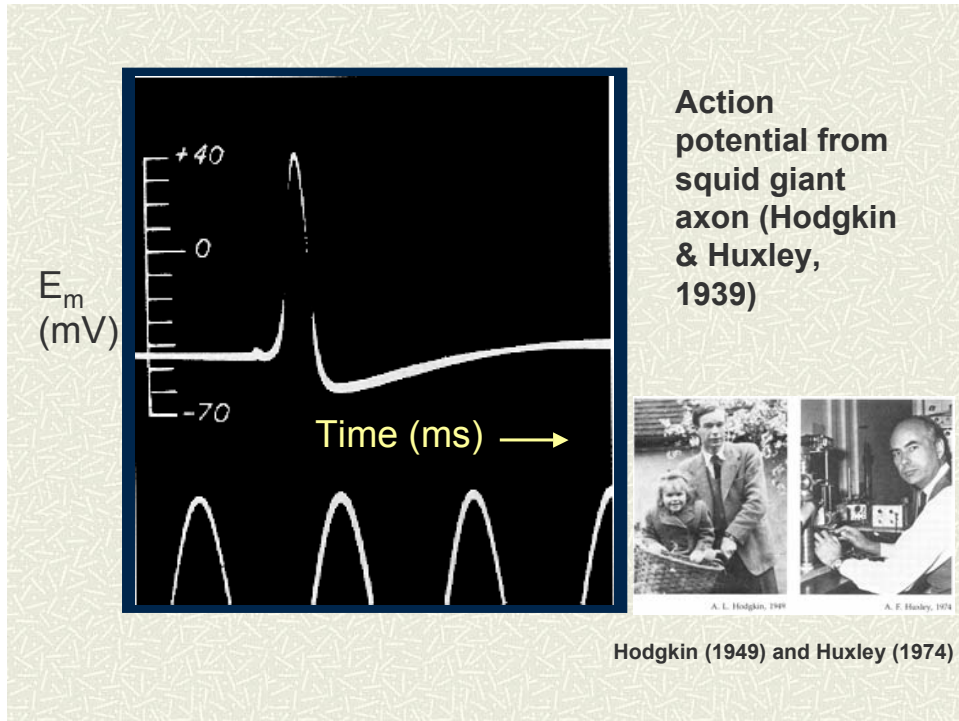 Action
potential from
squid giant
axon (Hodgkin
& Huxley,
1939)
+40
0
-70
Em
(mV)
Time (ms)
A. L. Hodgkin, 1949
A. F. Huxley, 1974
Hodgkin (1949) and Huxley (1974)